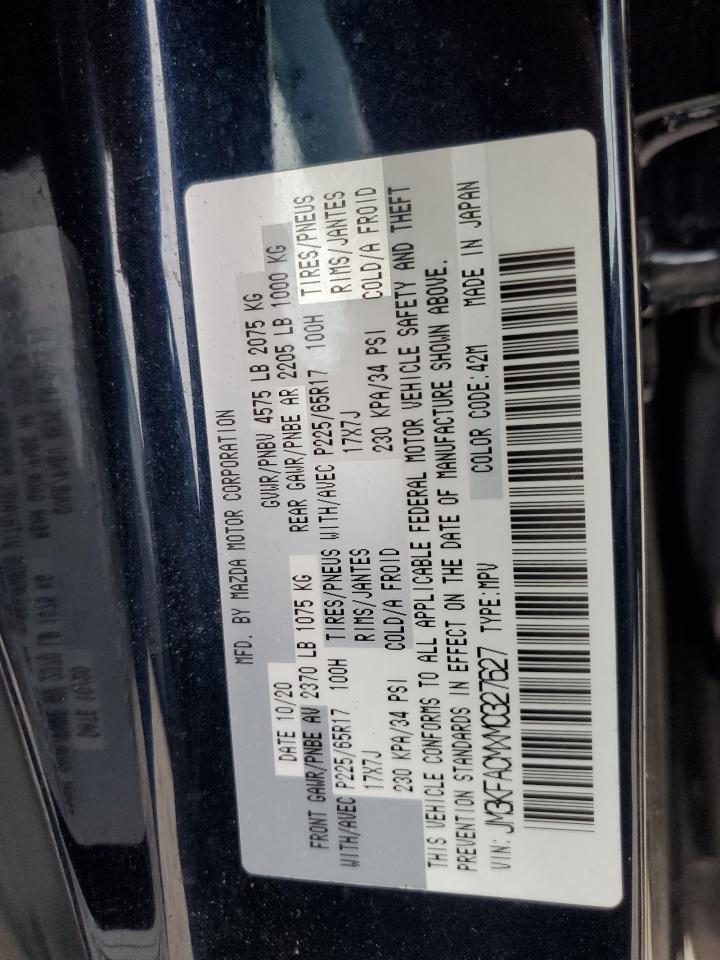 MFD. BY MAZDA MOTOR CORPORATION
DATE 10/20 GVWR/PNBV 4575 LB 2075 KG
FRONT GAWR/PNBE AV 2370 LB 1075 KG REAR GAWR/PNBE AR 2205 LB 1000 KG
WITH/AVEC P225/65R17 100H TIRES/PNEUS WITH/AVEC P225/65R17 100H TIRES/PNEUS
17X7J RIMS/JANTES 17X7J RIMS/JANTES
230 KPA/34 PSI COLD/A FROID 230 KPA/34 PSI COLD/A FROID
THIS VEHICLE CONFORMS TO ALL APPLICABLE FEDERAL MOTOR VEHICLE SAFETY AND THEFT
PREVENTION STANDARDS IN EFFECT ON THE DATE OF MANUFACTURE SHOWN ABOVE.
VIN: JM3KFACMXM0327627 TYPE:MPV COLOR CODE:42M MADE IN JAPAN